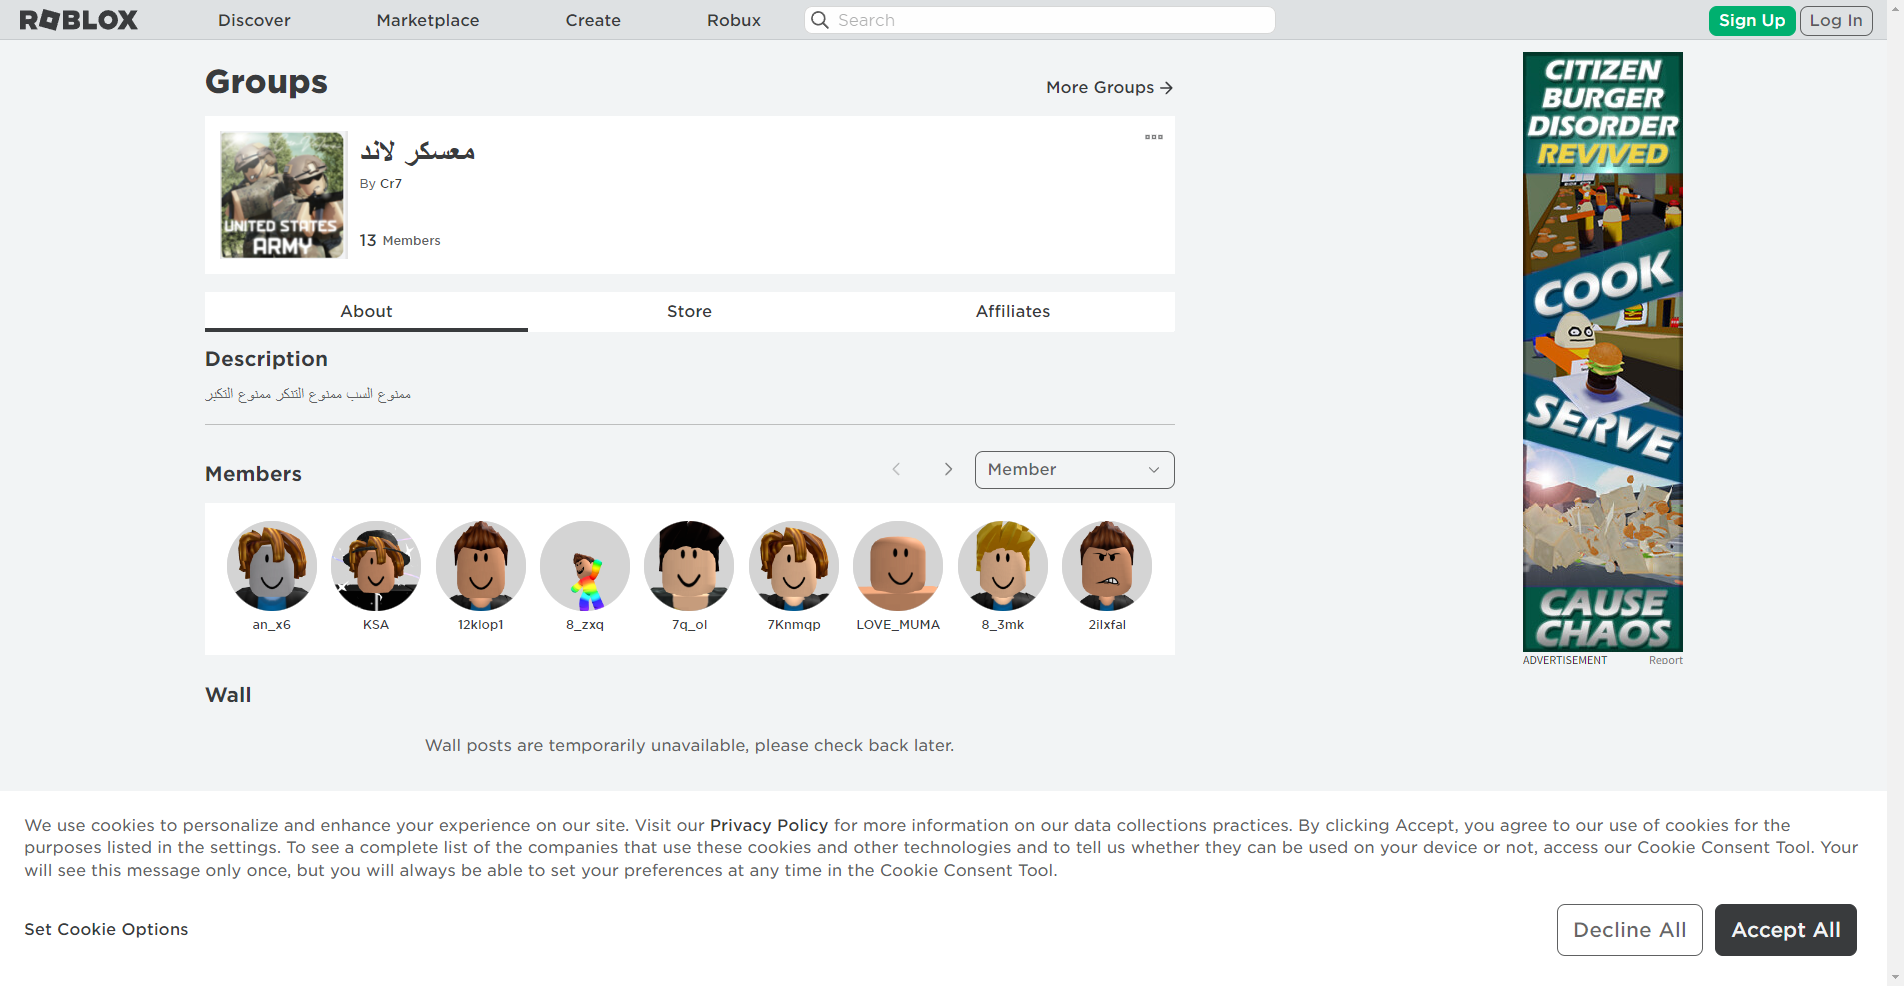 ROBLOX Discover Marketplace Create Robux Search Sign Up Log In
Groups
More Groups
معسكر لاند
By Cr7
13 Members
UNITED STATES
ARMY
About Store Affiliates
Description
ممنوع السب ممنوع التنكر ممنوع التكبر
Members
Member
an_x6 KSA 12klop1 8_zxq 7q_ol 7Knmqp LOVE_MUMA 8_3mk 2ilxfal
Wall
Wall posts are temporarily unavailable, please check back later.
CITIZEN
BURGER
DISORDER
REVIVED
COOK
SERVE
CAUSE
CHAOS
ADVERTISEMENT Report
We use cookies to personalize and enhance your experience on our site. Visit our Privacy Policy for more information on our data collections practices. By clicking Accept, you agree to our use of cookies for the
purposes listed in the settings. To see a complete list of the companies that use these cookies and other technologies and to tell us whether they can be used on your device or not, access our Cookie Consent Tool. Your
will see this message only once, but you will always be able to set your preferences at any time in the Cookie Consent Tool.
Set Cookie Options
Decline All
Accept All